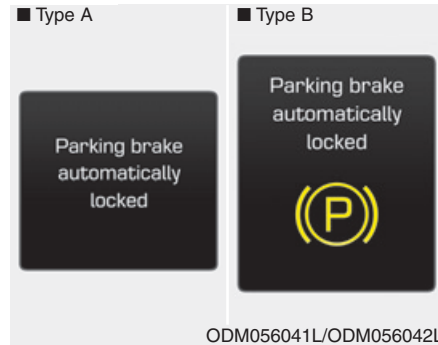 ■ Type A
■ Type B
Parking brake
automatically
locked
Parking brake
automatically
locked
P
ODM056041L/ODM056042L